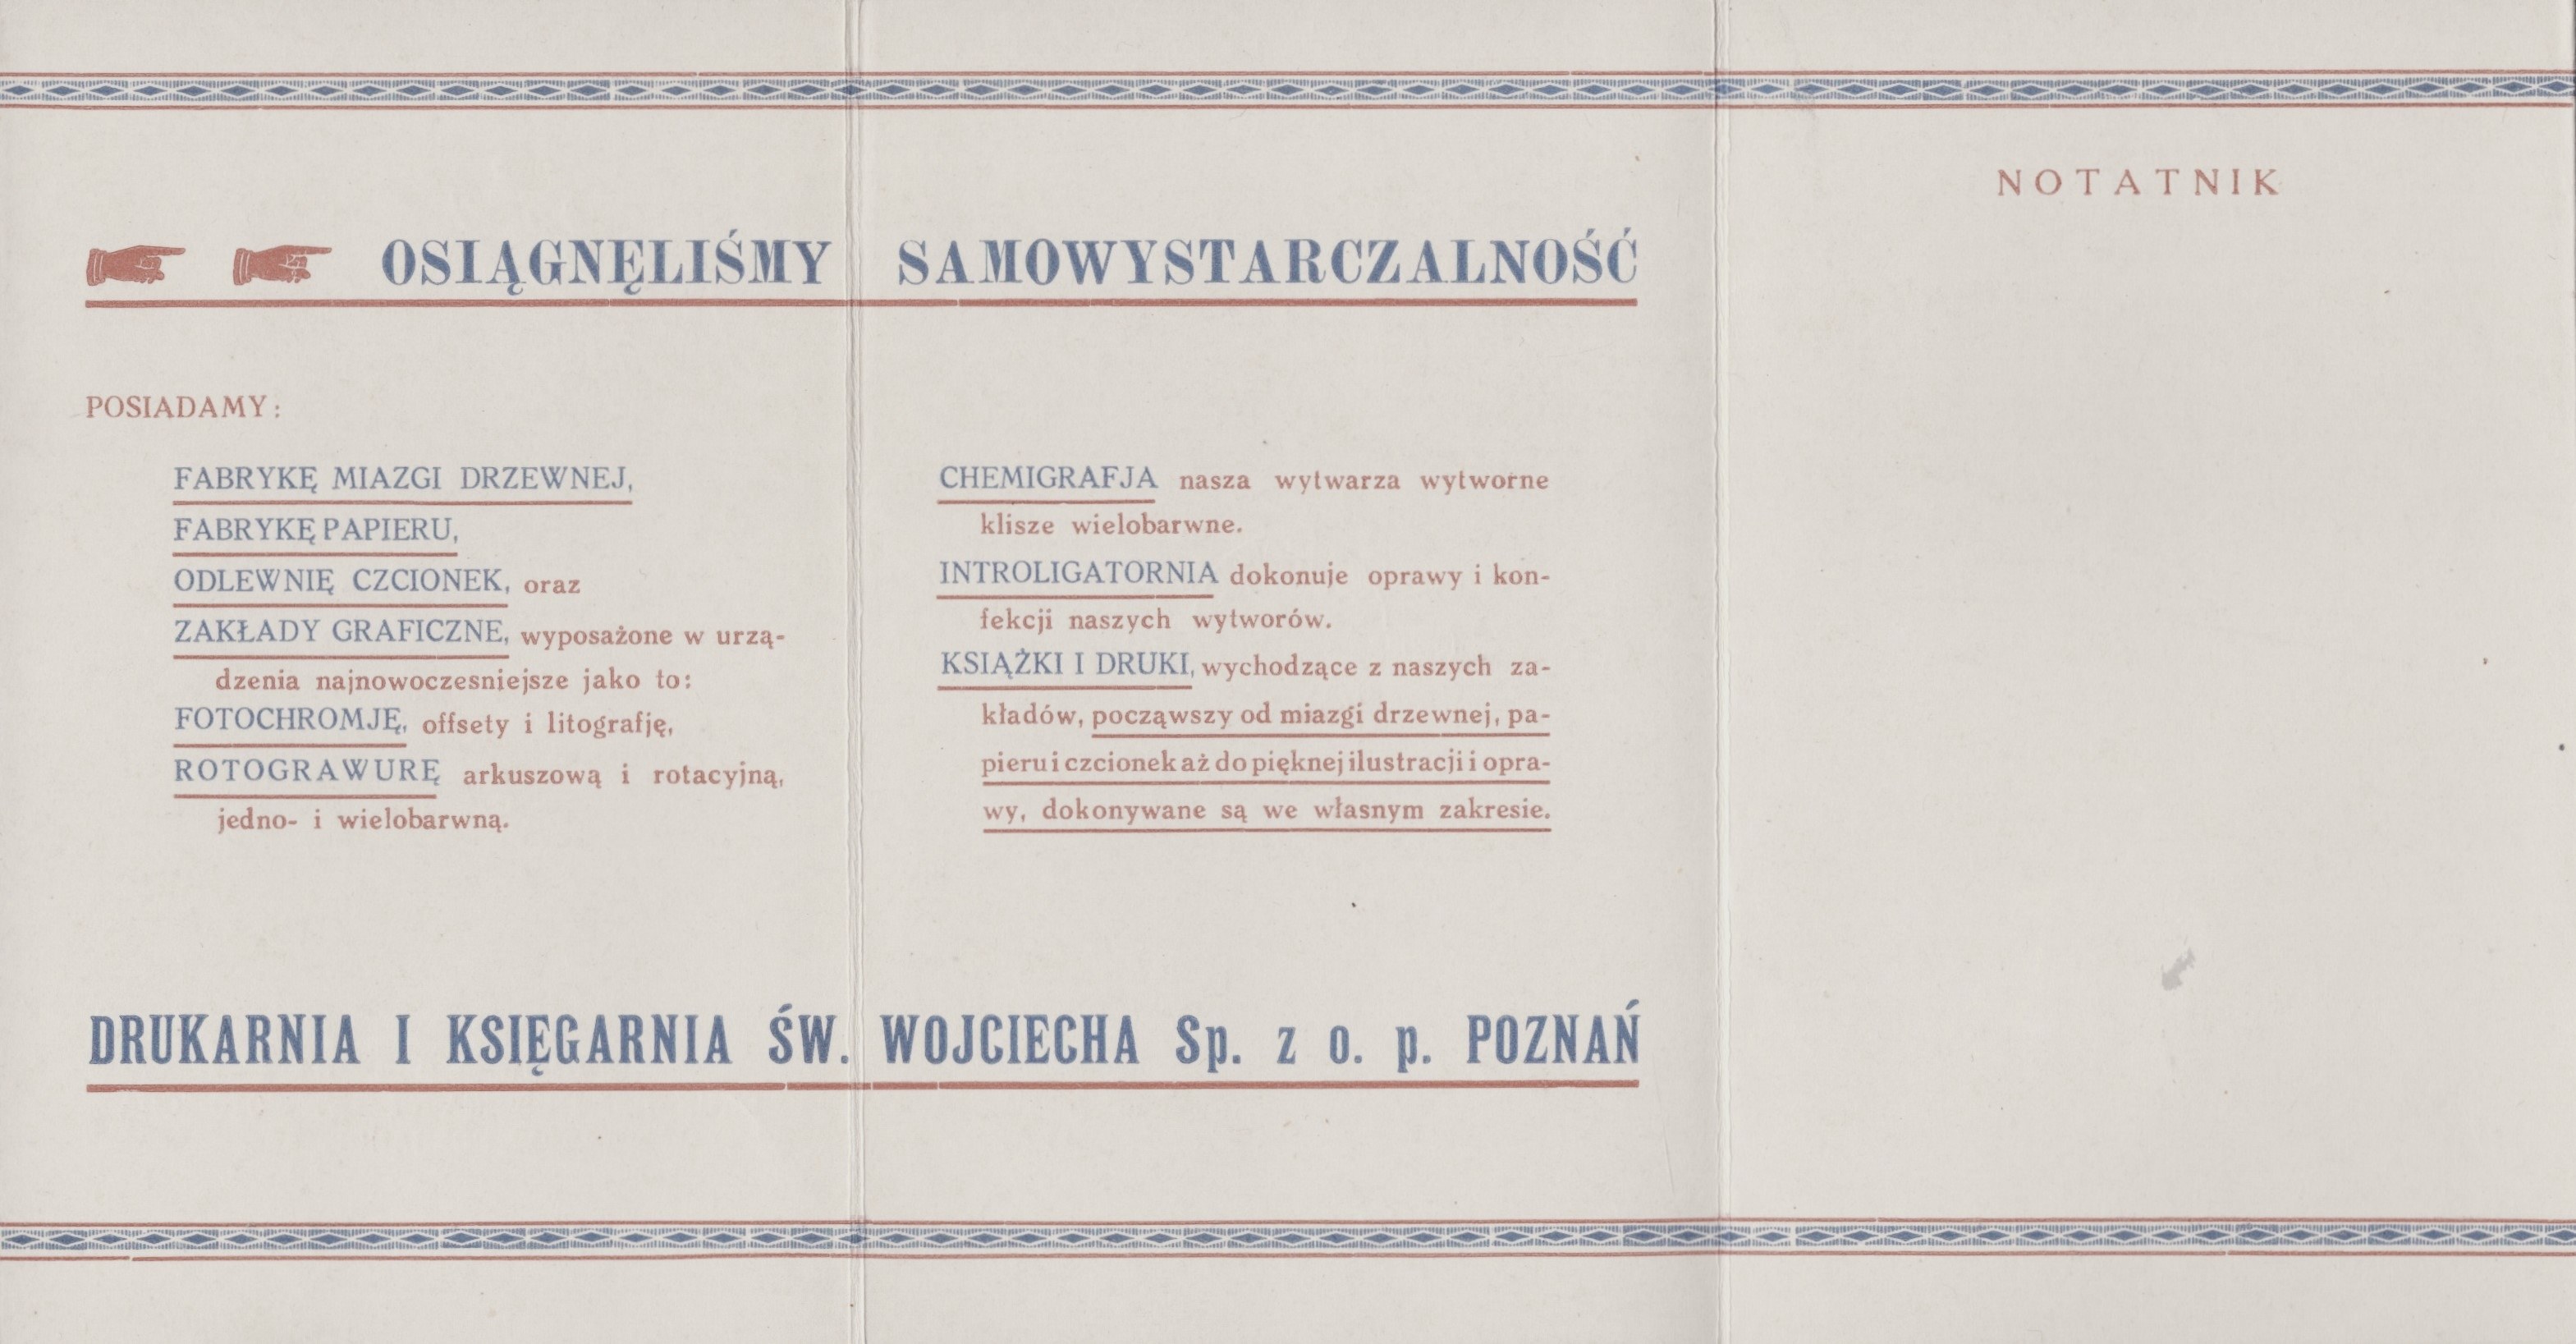 OSIĄGNĘLIŚMY SAMOWYSTARCZALNOŚĆ
POSIADAMY:
FABRYKĘ MIAZGI DRZEWNEJ,
FABRYKĘ PAPIERU,
ODLEWNIĘ CZCIONEK, oraz
ZAKŁADY GRAFICZNE, wyposażone w urzą-
dzenia najnowoczesniejsze jako to:
FOTOCHROMJĘ, offsety i litografję,
ROTOGRAWURĘ arkuszową i rotacyjną,
jedno- i wielobarwną.
CHEMIGRAFJA nasza wytwarza wytworne
klisze wielobarwne.
INTROLIGATORNIA dokonuje oprawy i kon-
fekcji naszych wytworów.
KSIĄŻKI I DRUKI, wychodzące z naszych za-
kładów, począwszy od miazgi drzewnej, pa-
pieru i czcionek aż do pięknej ilustracji i opra-
wy, dokonywane są we własnym zakresie.
DRUKARNIA I KSIĘGARNIA ŚW. WOJCIECHA Sp. z o. p. POZNAŃ
NOTATNIK